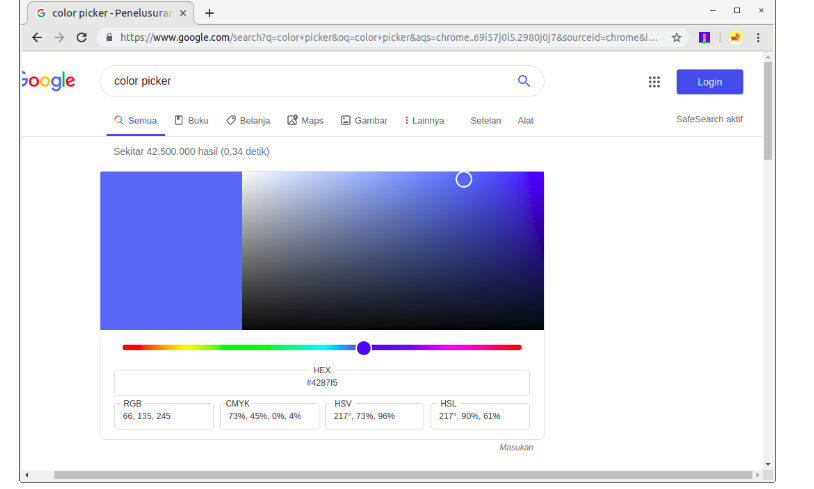 color picker - Penelusuran
https://www.google.com/search?q=color+picker&oq=color+picker&aqs=chrome..69i57j0l5.2980j0j7&sourceid=chrome&i...
Google
color picker
Login
Semua Buku Belanja Maps Gambar Lainnya Setelan Alat
SafeSearch aktif
Sekitar 42.500.000 hasil (0,34 detik)
HEX
#4287f5
RGB CMYK HSV HSL
66, 135, 245 73%, 45%, 0%, 4% 217°, 73%, 96% 217°, 90%, 61%
Masukan